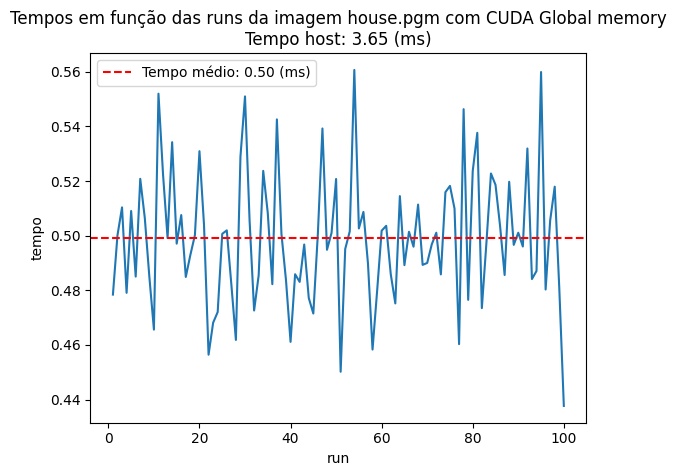 Tempos em função das runs da imagem house.pgm com CUDA Global memory
Tempo host: 3.65 (ms)
Tempo médio: 0.50 (ms)
0.56
0.54
0.52
0.50
0.48
0.46
0.44
tempo
0 20 40 60 80 100
run